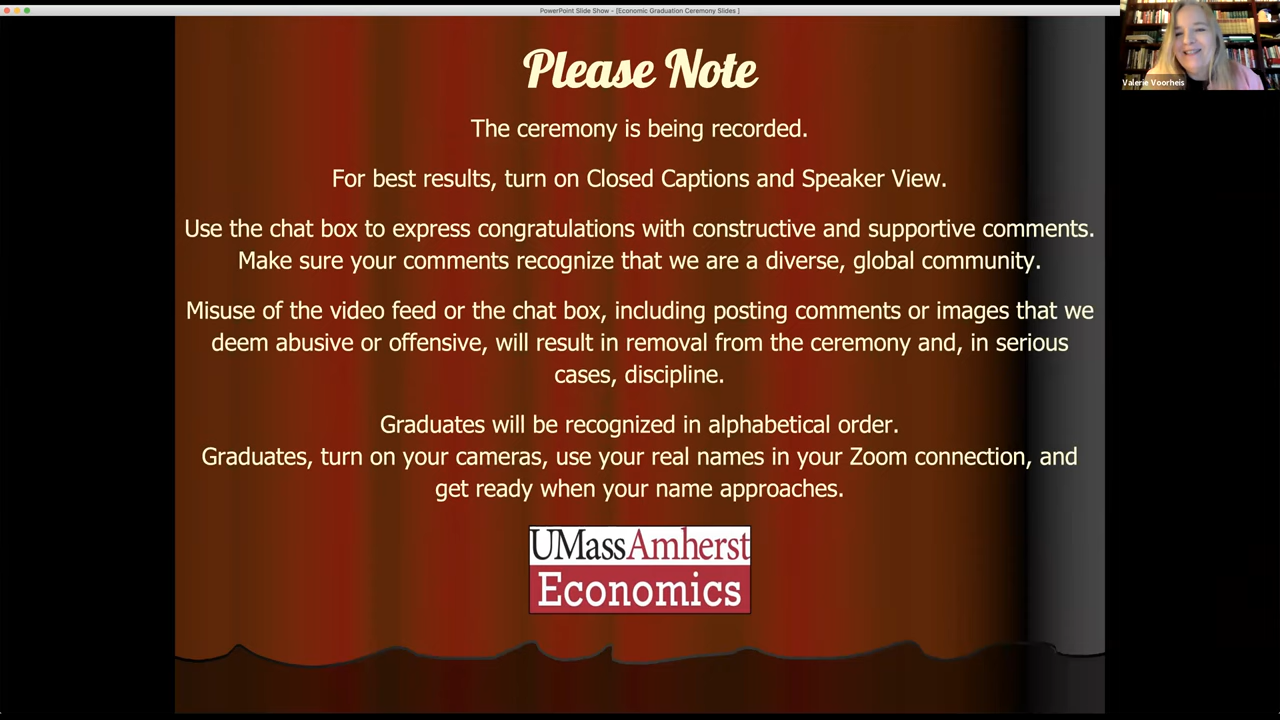 PowerPoint Slide Show - [Economic Graduation Ceremony Slides ]
Valerie Voorheis
Please Note
The ceremony is being recorded.
For best results, turn on Closed Captions and Speaker View.
Use the chat box to express congratulations with constructive and supportive comments.
Make sure your comments recognize that we are a diverse, global community.
Misuse of the video feed or the chat box, including posting comments or images that we
deem abusive or offensive, will result in removal from the ceremony and, in serious
cases, discipline.
Graduates will be recognized in alphabetical order.
Graduates, turn on your cameras, use your real names in your Zoom connection, and
get ready when your name approaches.
UMassAmherst
Economics